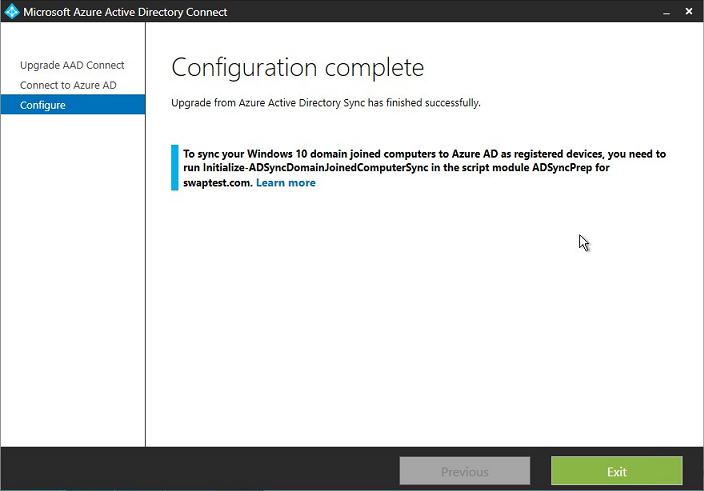 Microsoft Azure Active Directory Connect
Upgrade AAD Connect
Connect to Azure AD
Configure
Configuration complete
Upgrade from Azure Active Directory Sync has finished successfully.
To sync your Windows 10 domain joined computers to Azure AD as registered devices, you need to
run Initialize-ADSyncDomainJoinedComputerSync in the script module ADSyncPrep for
swaptest.com. Learn more
Previous
Exit